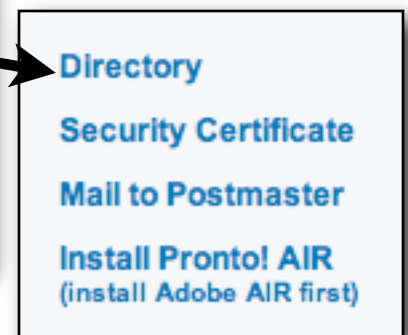 Directory
Security Certificate
Mail to Postmaster
Install Pronto! AIR
(install Adobe AIR first)